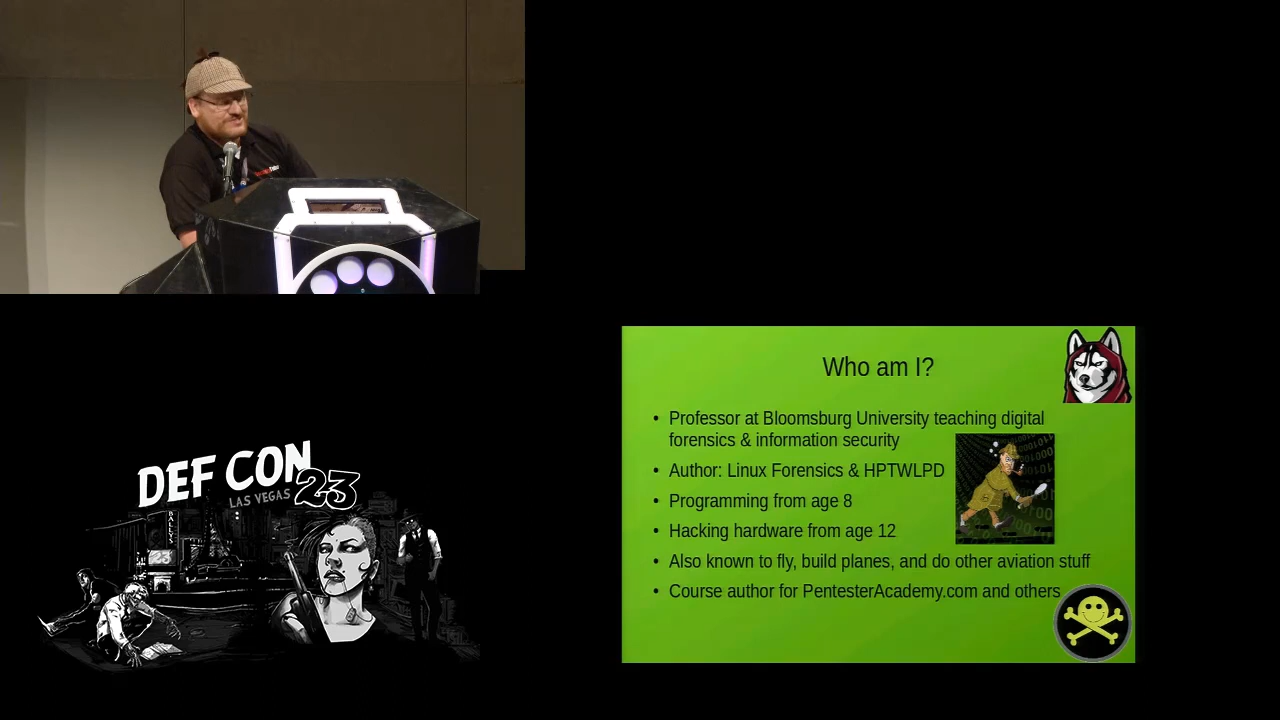 DEF CON
LAS VEGAS 23
BALLYS
Who am I?
• Professor at Bloomsburg University teaching digital
forensics & information security
• Author: Linux Forensics & HPTWLPD
• Programming from age 8
• Hacking hardware from age 12
• Also known to fly, build planes, and do other aviation stuff
• Course author for PentesterAcademy.com and others